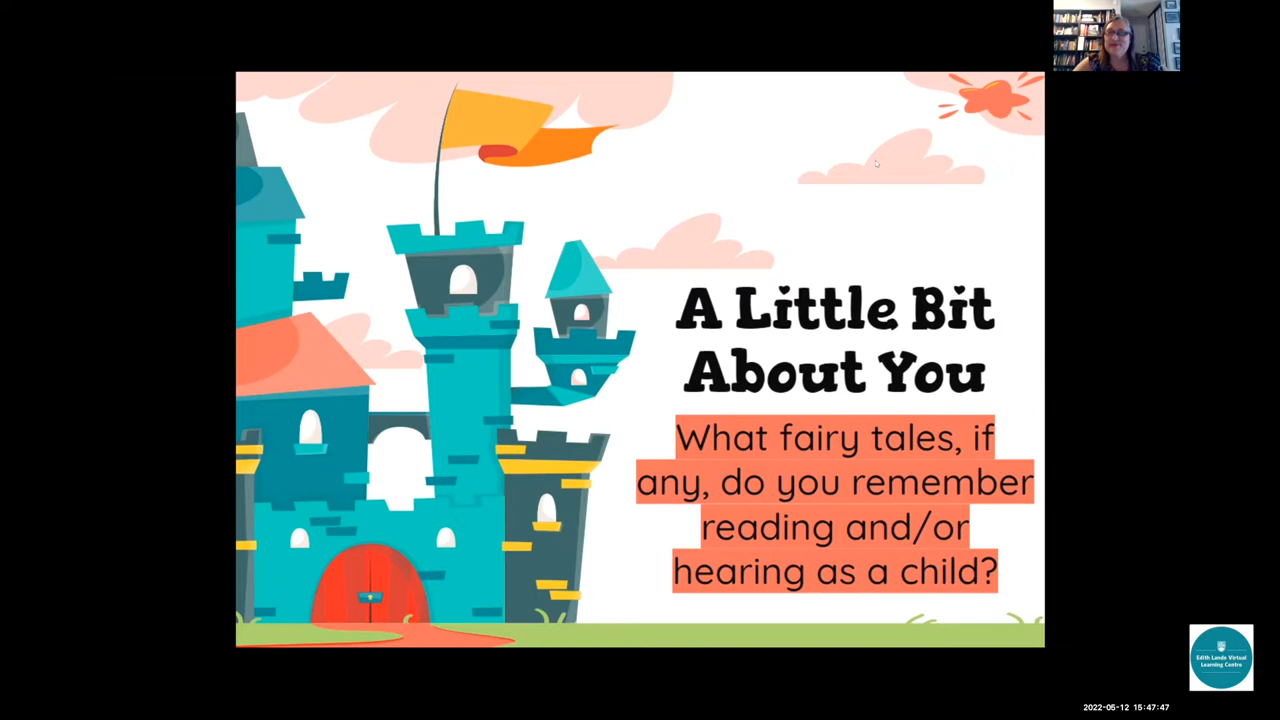 A Little Bit
About You
What fairy tales, if
any, do you remember
reading and/or
hearing as a child?
Edith Lando Virtual
Learning Centre
2022-05-12 15:47:47